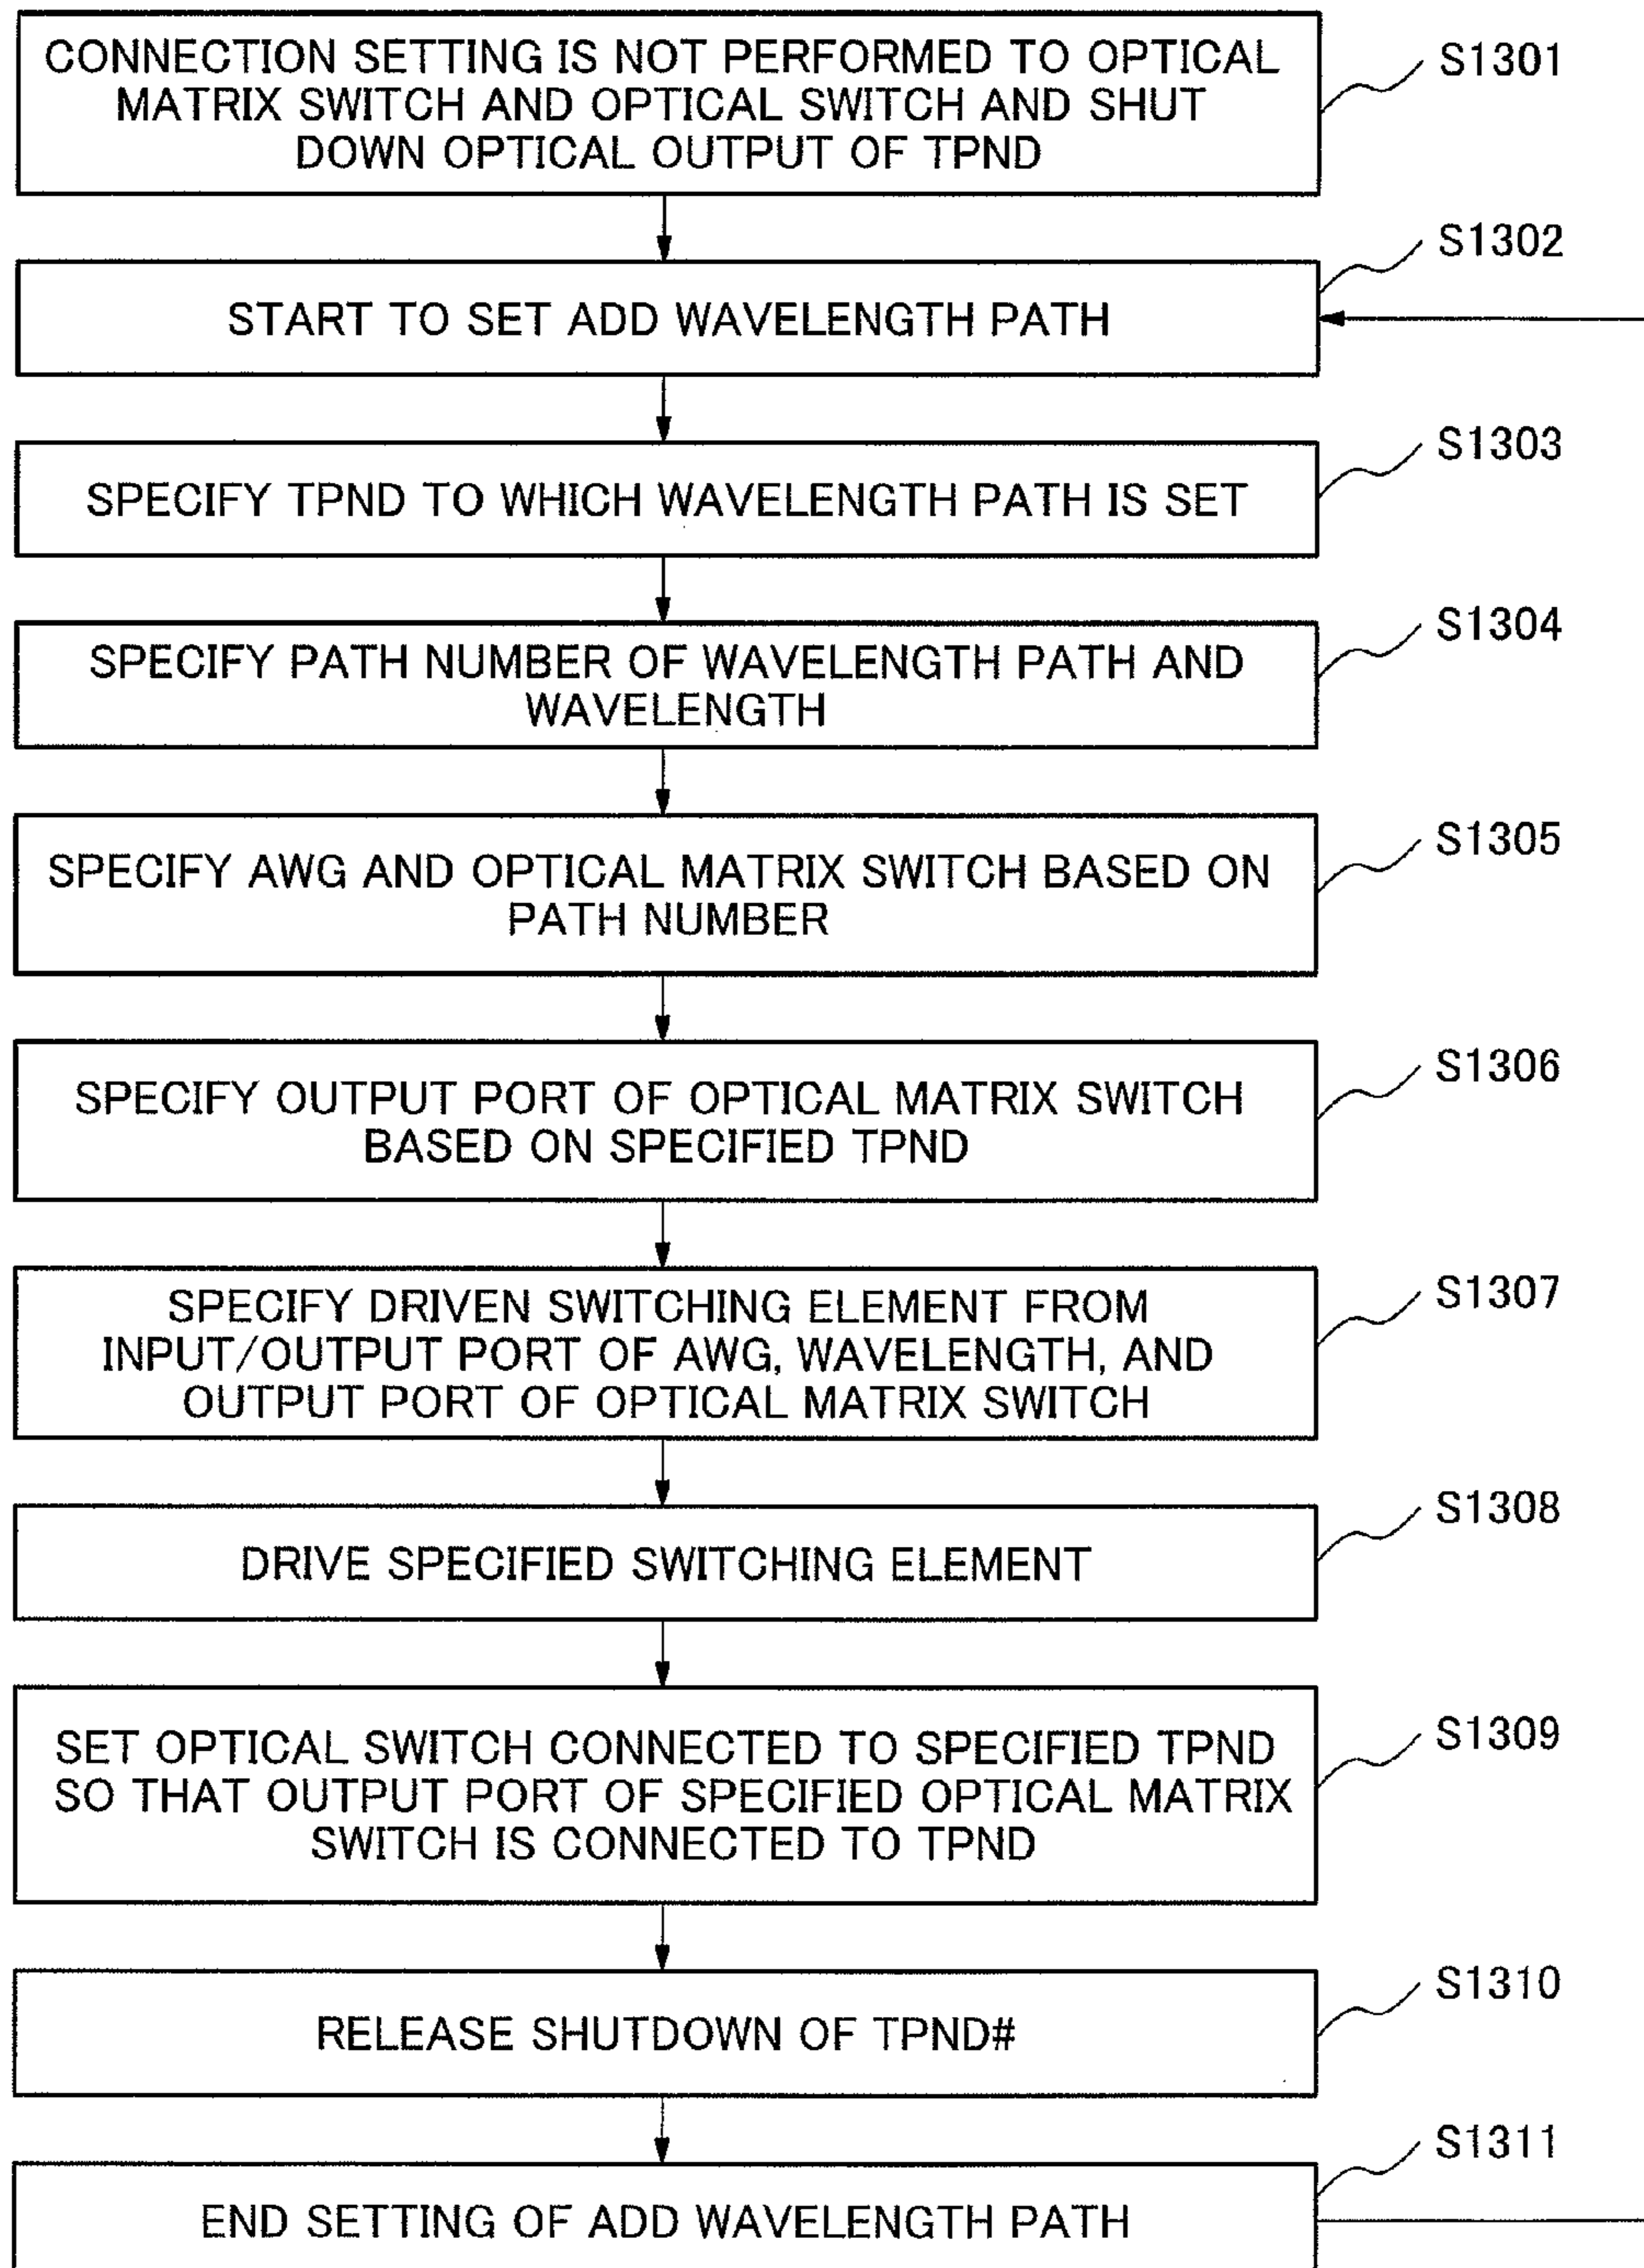 CONNECTION SETTING IS NOT PERFORMED TO OPTICAL
MATRIX SWITCH AND OPTICAL SWITCH AND SHUT
DOWN OPTICAL OUTPUT OF TPND
S1301
START TO SET ADD WAVELENGTH PATH
S1302
SPECIFY TPND TO WHICH WAVELENGTH PATH IS SET
S1303
SPECIFY PATH NUMBER OF WAVELENGTH PATH AND
WAVELENGTH
S1304
SPECIFY AWG AND OPTICAL MATRIX SWITCH BASED ON
PATH NUMBER
S1305
SPECIFY OUTPUT PORT OF OPTICAL MATRIX SWITCH
BASED ON SPECIFIED TPND
S1306
SPECIFY DRIVEN SWITCHING ELEMENT FROM
INPUT/OUTPUT PORT OF AWG, WAVELENGTH, AND
OUTPUT PORT OF OPTICAL MATRIX SWITCH
S1307
DRIVE SPECIFIED SWITCHING ELEMENT
S1308
SET OPTICAL SWITCH CONNECTED TO SPECIFIED TPND
SO THAT OUTPUT PORT OF SPECIFIED OPTICAL MATRIX
SWITCH IS CONNECTED TO TPND
S1309
RELEASE SHUTDOWN OF TPND#
S1310
END SETTING OF ADD WAVELENGTH PATH
S1311